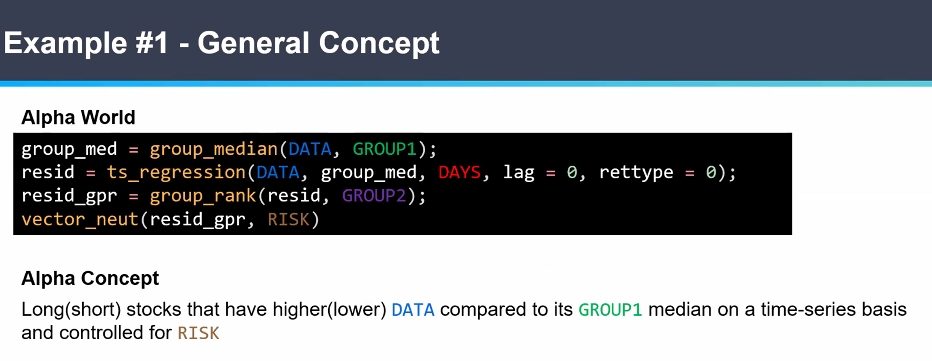 Example #1 - General Concept
Alpha World
group_med = group_median(DATA, GROUP1);
resid = ts_regression(DATA, group_med, DAYS, lag = 0, rettype = 0);
resid_gpr = group_rank(resid, GROUP2);
vector_neut(resid_gpr, RISK)
Alpha Concept
Long(short) stocks that have higher(lower) DATA compared to its GROUP1 median on a time-series basis
and controlled for RISK